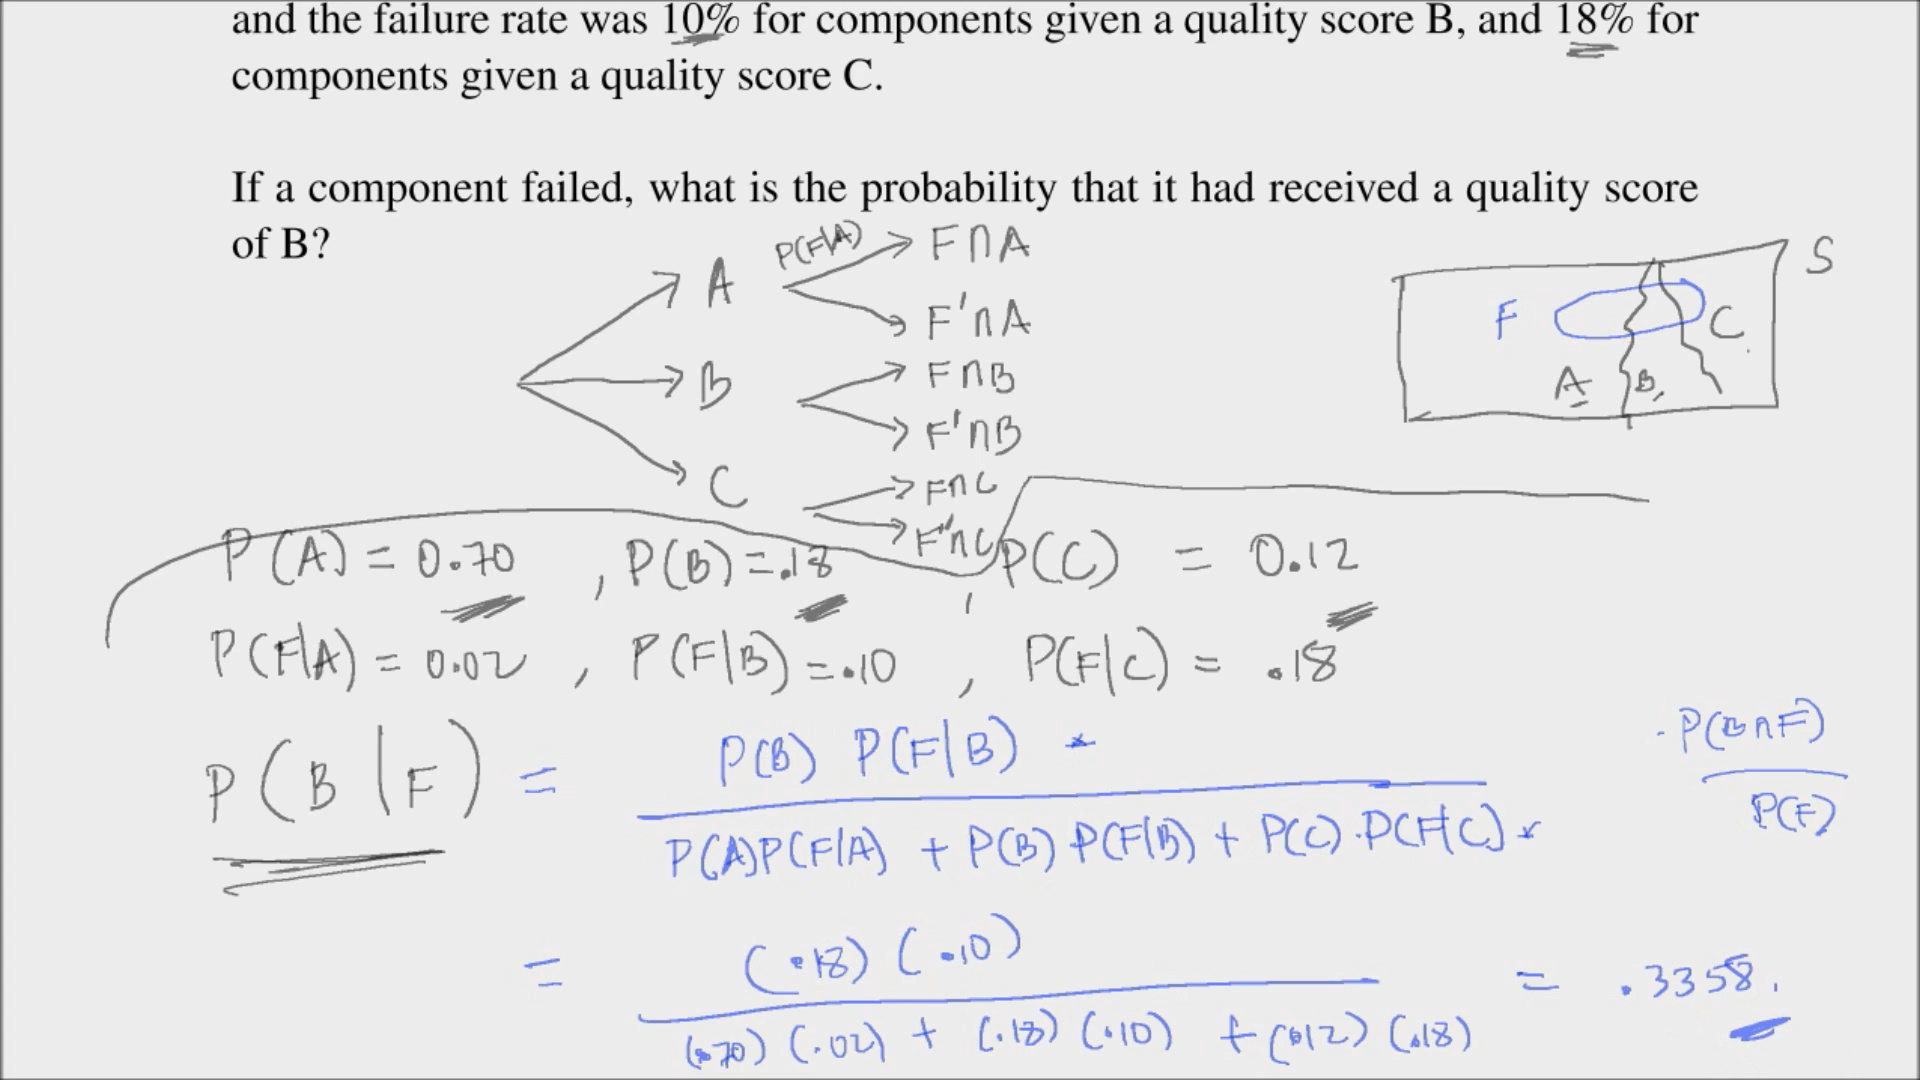 and the failure rate was 10% for components given a quality score B, and 18% for
components given a quality score C.
If a component failed, what is the probability that it had received a quality score
of B?
P(F|A)
F∩A
A
F'∩A
F∩B
B
F'∩B
F∩C
C
F'∩C
S
F
C
A
B
P(A) = 0.70 , P(B) = .18 , P(C) = 0.12
P(F|A) = 0.02 , P(F|B) = .10 , P(F|C) = .18
P(B|F) = P(B) P(F|B)
P(A)P(F|A) + P(B) P(F|B) + P(C) · P(F|C)
P(B∩F)
P(F)
= (.18) (.10)
(.70) (.02) + (.18) (.10) + (.12) (.18)
= .3358.